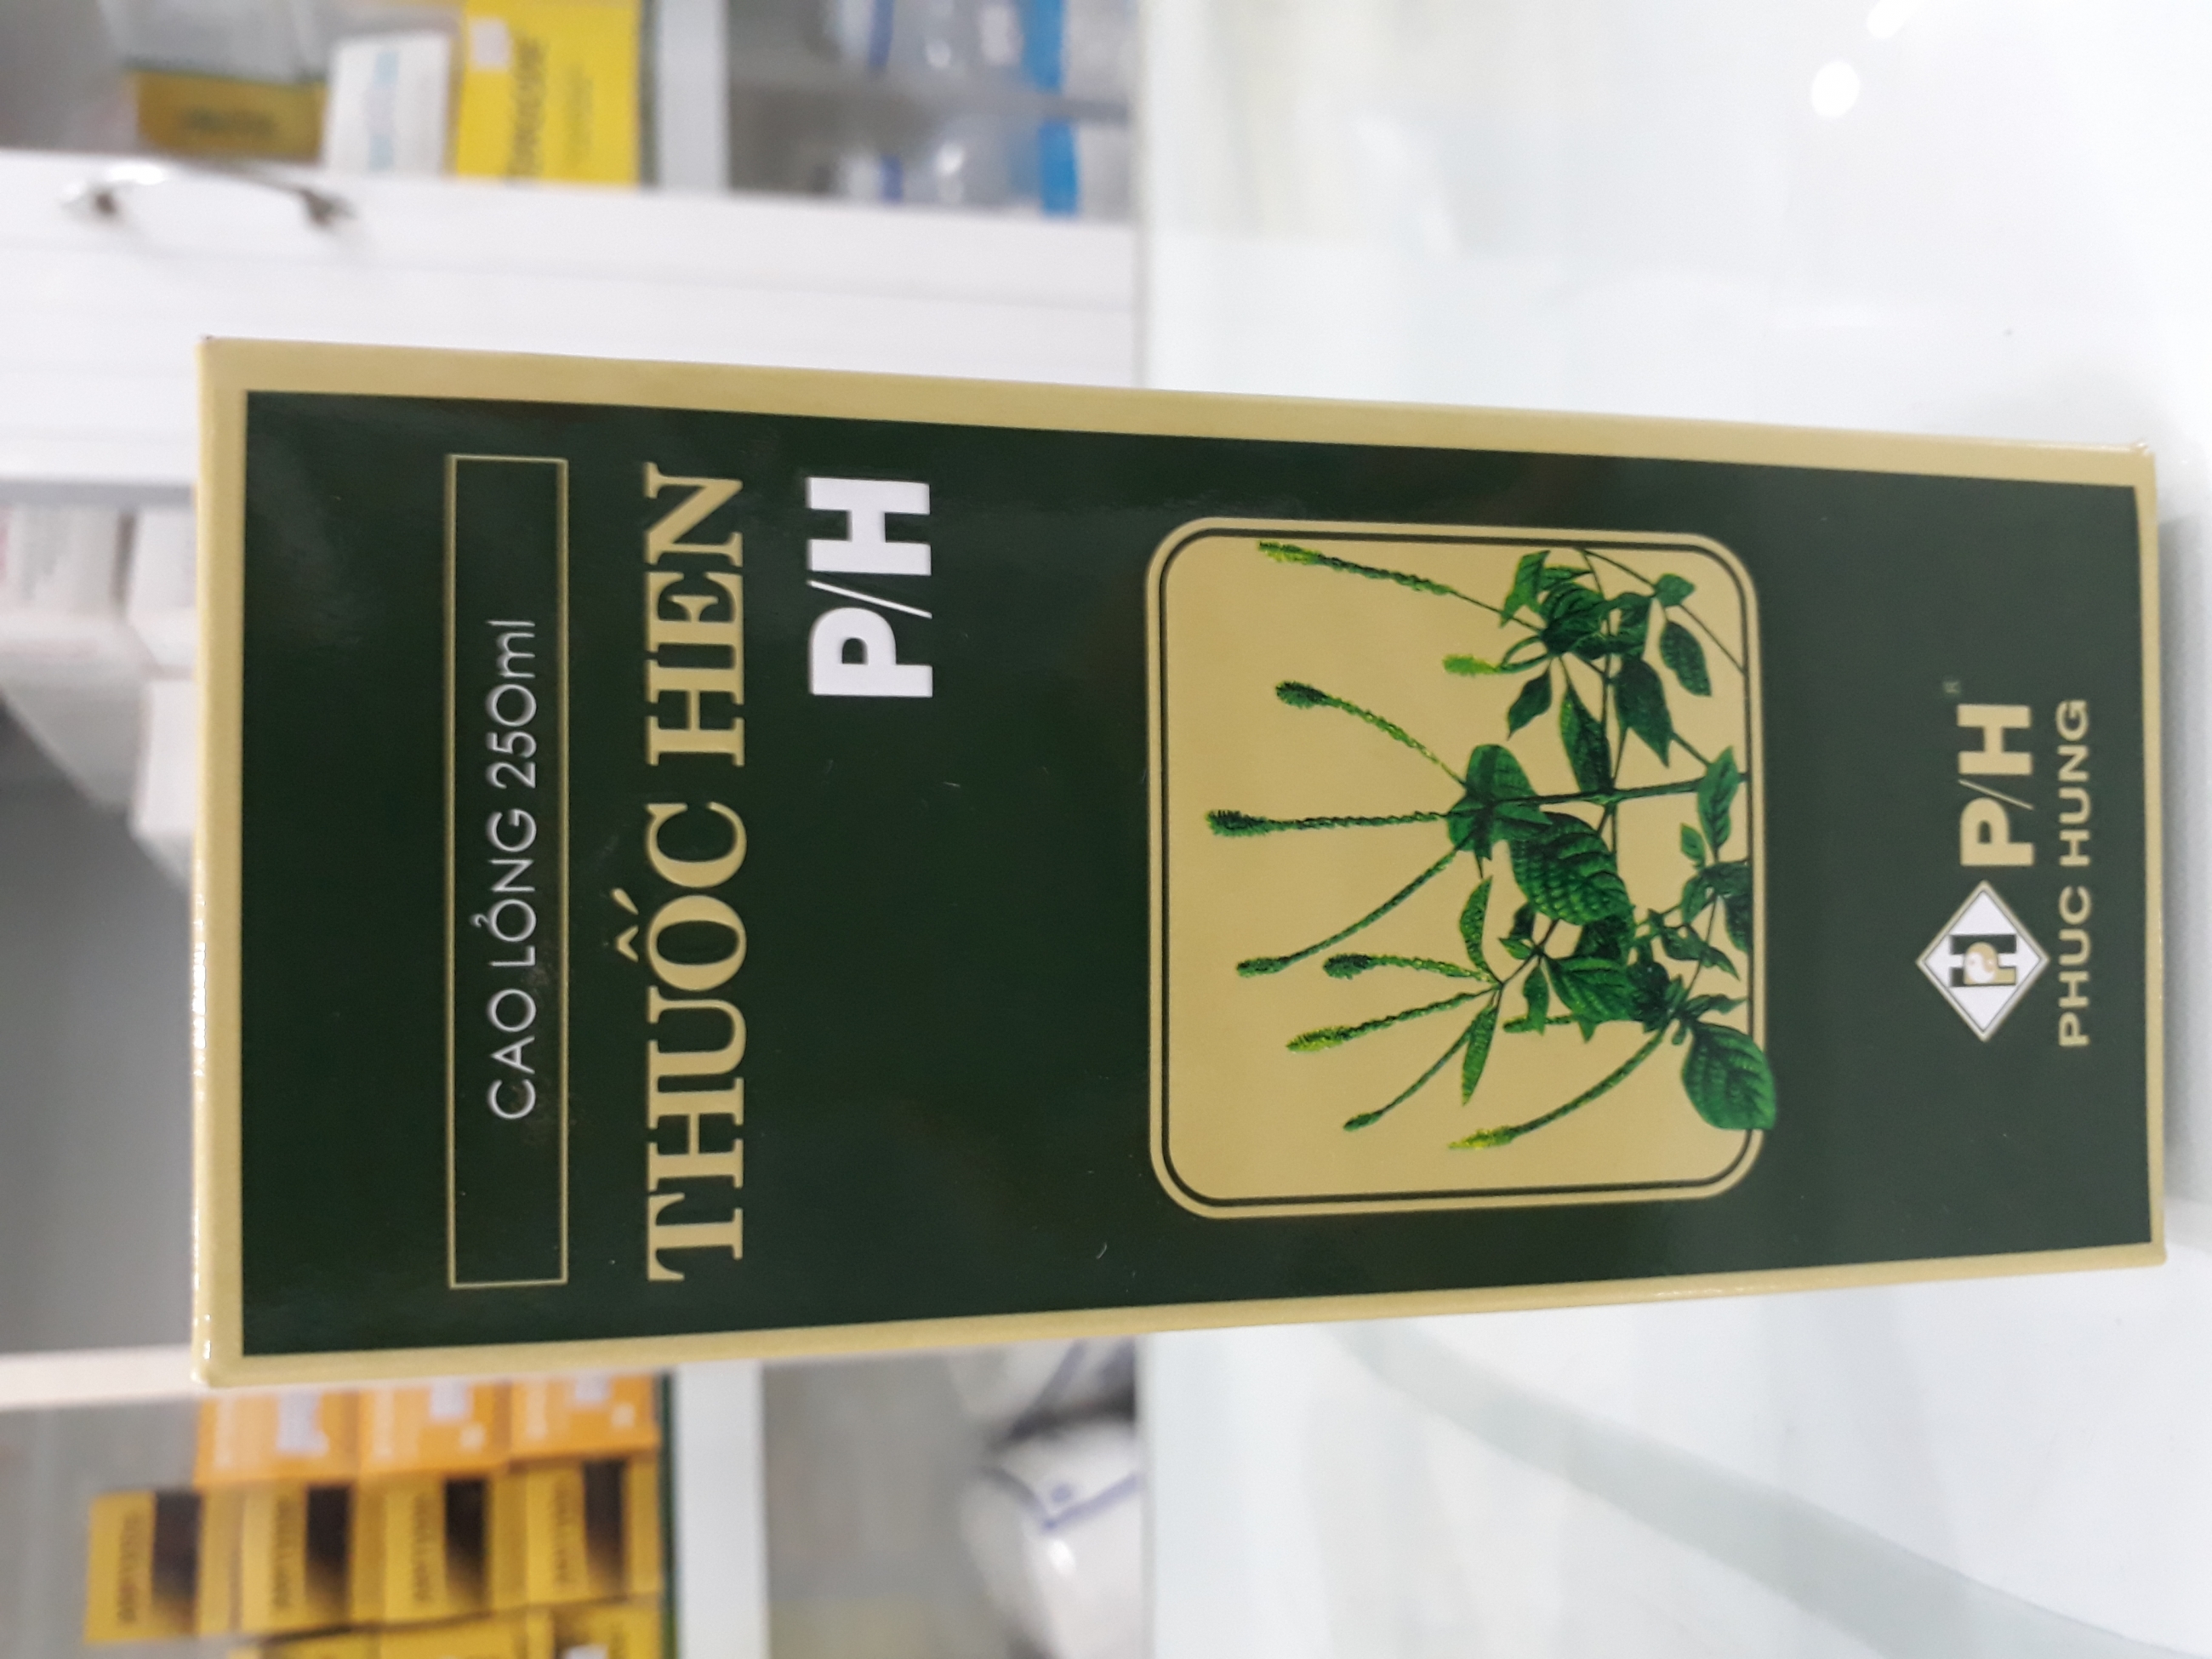 CAO LỎNG 250ml
THUỐC HEN
P/H
P/H®
PHUC HUNG